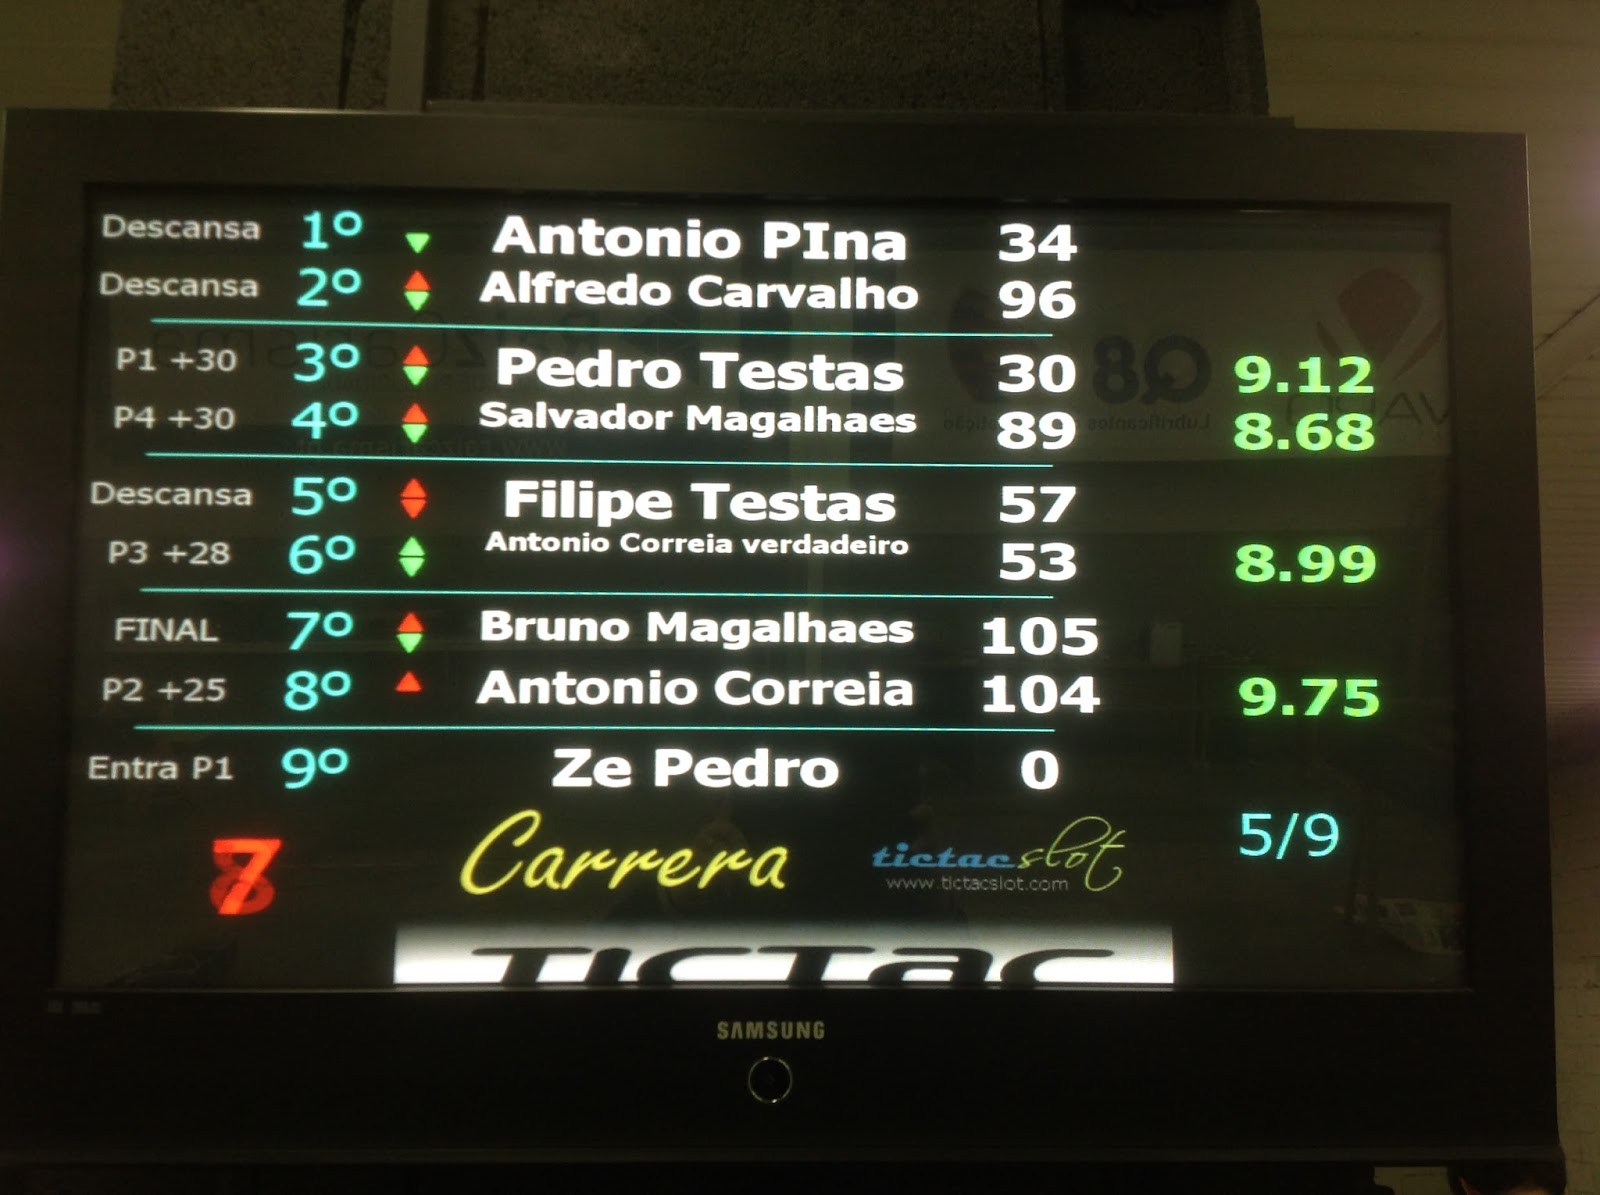 Descansa 1º Antonio PIna 34
Descansa 2º Alfredo Carvalho 96
P1 +30 3º Pedro Testas 30 9.12
P4 +30 4º Salvador Magalhaes 89 8.68
Descansa 5º Filipe Testas 57
P3 +28 6º Antonio Correia verdadeiro 53 8.99
FINAL 7º Bruno Magalhaes 105
P2 +25 8º Antonio Correia 104 9.75
Entra P1 9º Ze Pedro 0
7 Carrera tictacslot 5/9
www.tictacslot.com
TICTAC
SAMSUNG
Q8
Lubrificantes